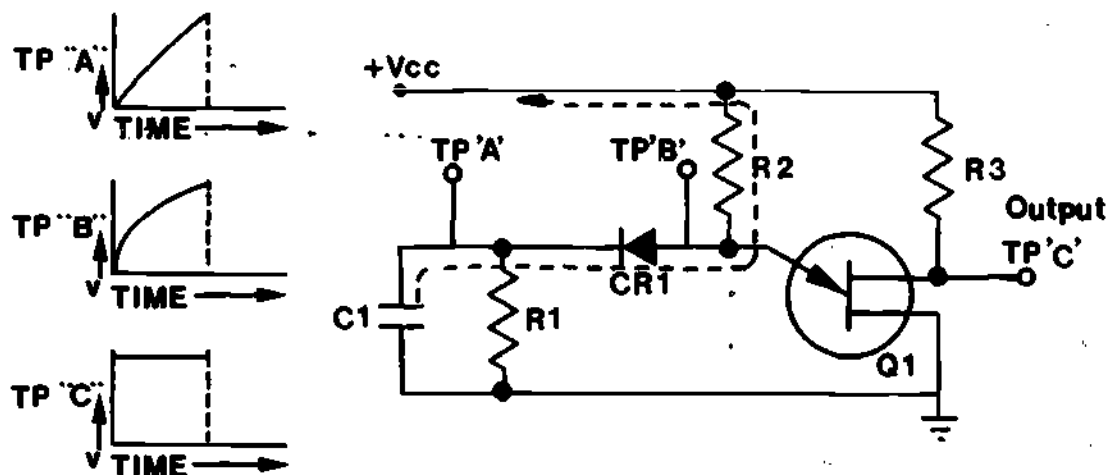 TP "A"
V TIME
TP "B"
V TIME
TP "C"
V TIME
+Vcc
TP 'A'
TP'B'
R2
R3
Output
TP'C'
CR1
C1
R1
Q1